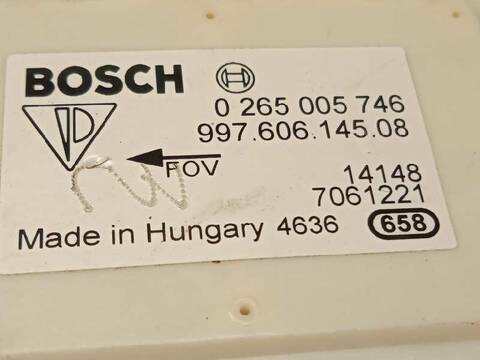 BOSCH
0 265 005 746
997.606.145.08
FOV
14148
7061221
Made in Hungary 4636 658